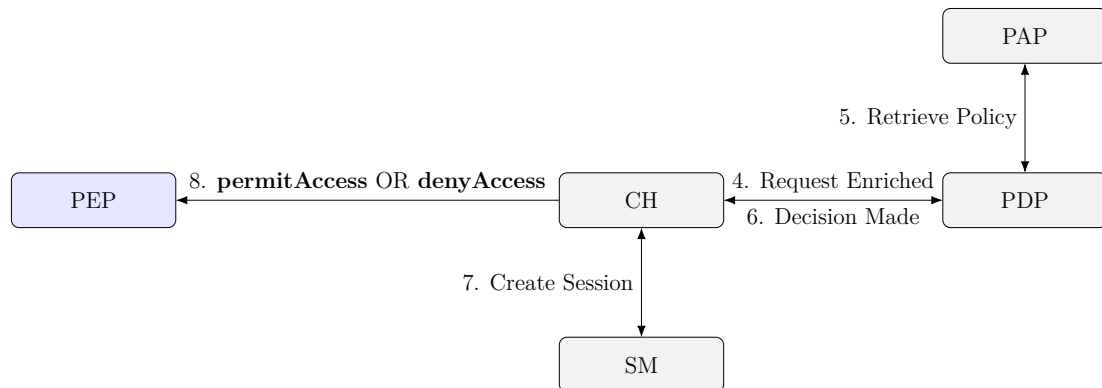 PAP
5. Retrieve Policy
PEP
8. permitAccess OR denyAccess
CH
4. Request Enriched
6. Decision Made
PDP
7. Create Session
SM